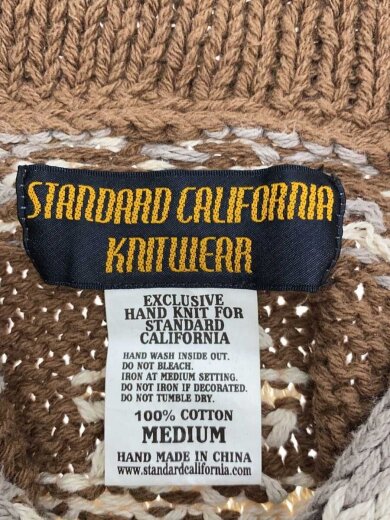 STANDARD CALIFORNIA
KNITWEAR
EXCLUSIVE
HAND KNIT FOR
STANDARD
CALIFORNIA
HAND WASH INSIDE OUT.
DO NOT BLEACH.
IRON AT MEDIUM SETTING.
DO NOT IRON IF DECORATED.
DO NOT TUMBLE DRY.
100% COTTON
MEDIUM
HAND MADE IN CHINA
www.standardcalifornia.com